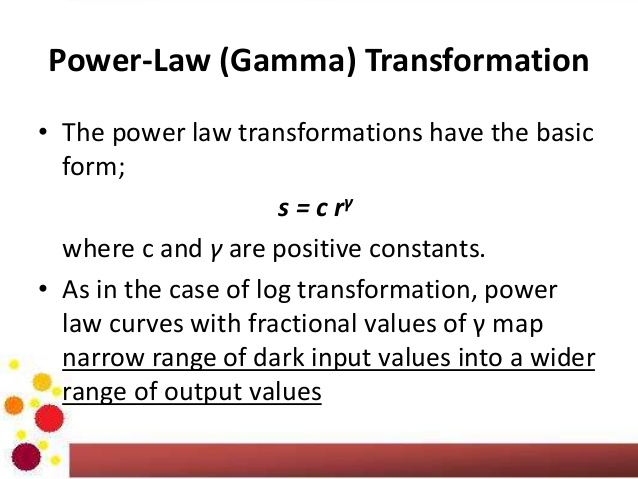 Power-Law (Gamma) Transformation
• The power law transformations have the basic
form;
s = c rᵞ
where c and γ are positive constants.
• As in the case of log transformation, power
law curves with fractional values of γ map
narrow range of dark input values into a wider
range of output values